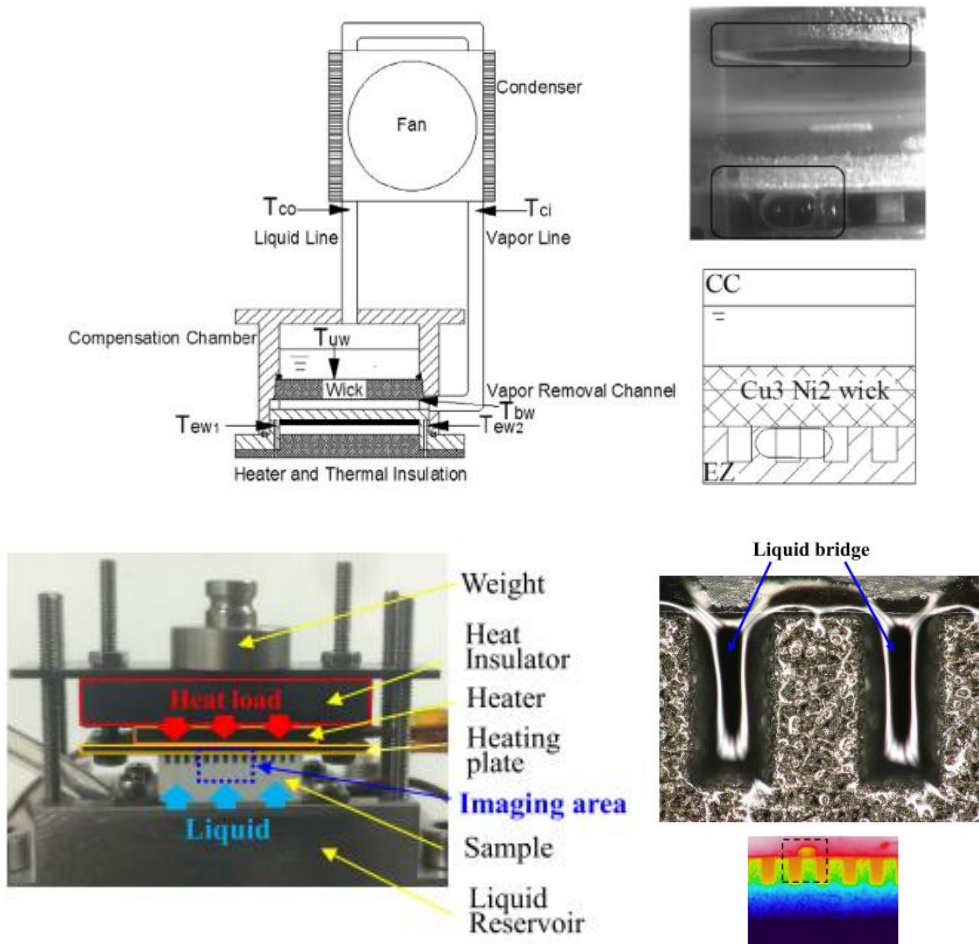 Condenser
Fan
Tco
Tci
Liquid Line
Vapor Line
Compensation Chamber
Tuw
Wick
Vapor Removal Channel
Tbw
Tew1
Tew2
Heater and Thermal Insulation
CC
Cu3 Ni2 wick
EZ
Weight
Heat
Insulator
Heat load
Heater
Heating
plate
Imaging area
Liquid
Sample
Liquid
Reservoir
Liquid bridge